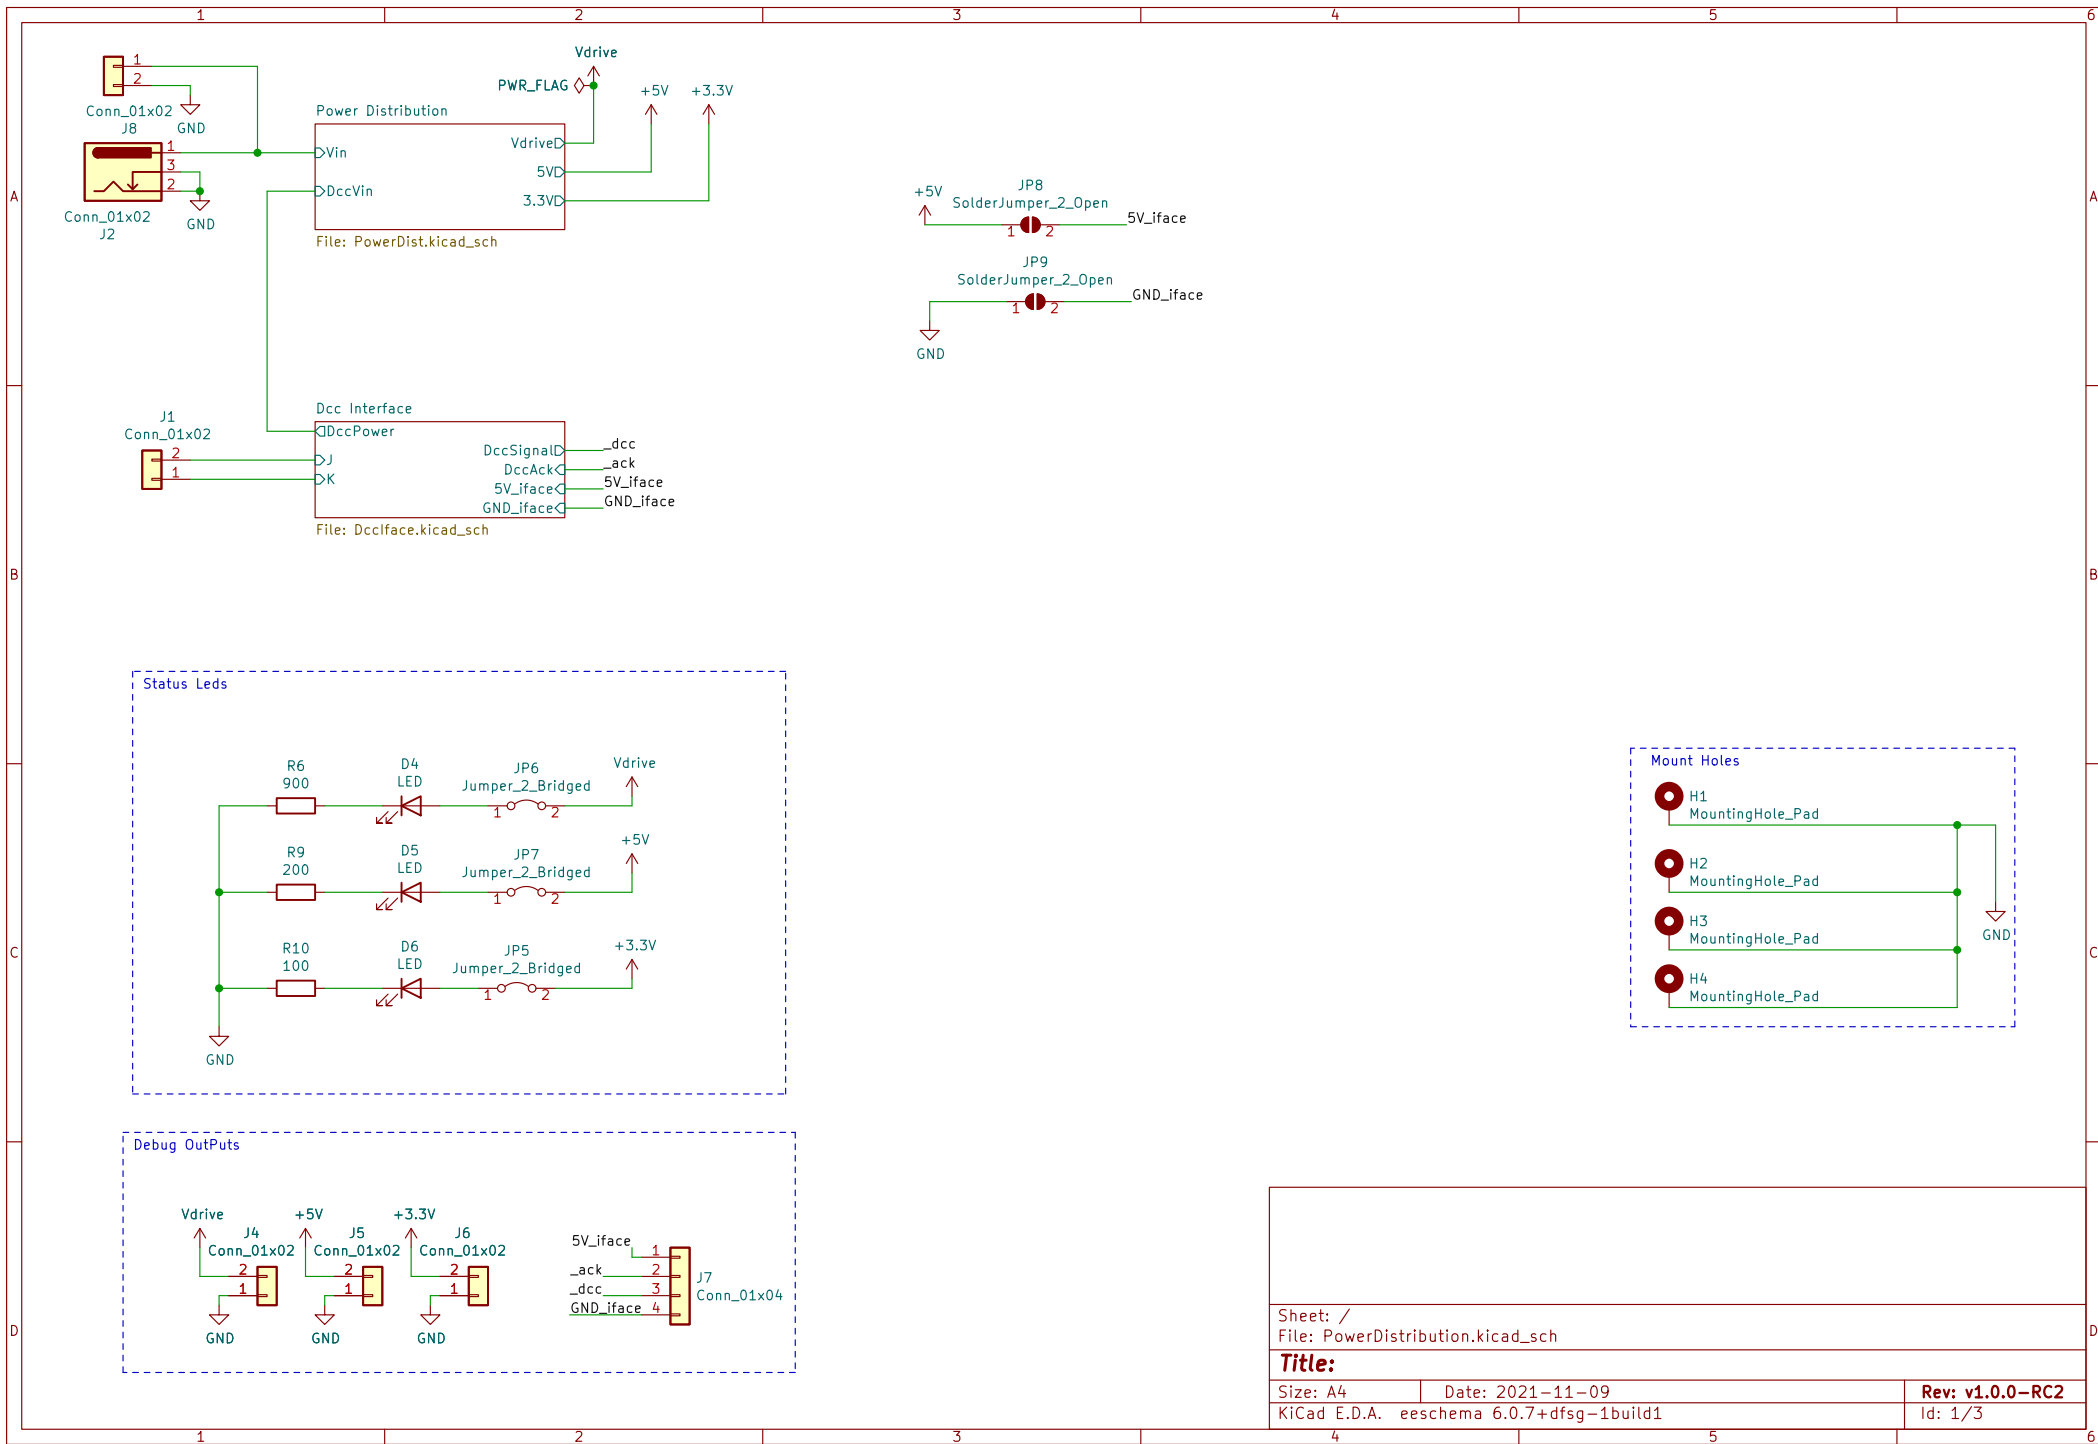 1 2 3 4 5 6
A
B
C
D
A
B
C
D
1 2 3 4 5 6
1
2
Conn_01x02
J8
GND
1
3
2
Conn_01x02
J2
GND
Power Distribution
Vin
DccVin
Vdrive
5V
3.3V
File: PowerDist.kicad_sch
Vdrive
PWR_FLAG
+5V
+3.3V
+5V
JP8
SolderJumper_2_Open
1 2
5V_iface
JP9
SolderJumper_2_Open
1 2
GND_iface
GND
J1
Conn_01x02
2
1
Dcc Interface
DccPower
J
K
DccSignal
DccAck
5V_iface
GND_iface
_dcc
_ack
5V_iface
GND_iface
File: DccIface.kicad_sch
Status Leds
R6
900
D4
LED
JP6
Jumper_2_Bridged
1 2
Vdrive
R9
200
D5
LED
JP7
Jumper_2_Bridged
1 2
+5V
R10
100
D6
LED
JP5
Jumper_2_Bridged
1 2
+3.3V
GND
Mount Holes
H1
MountingHole_Pad
H2
MountingHole_Pad
H3
MountingHole_Pad
H4
MountingHole_Pad
GND
Debug OutPuts
Vdrive
J4
Conn_01x02
2
1
GND
+5V
J5
Conn_01x02
2
1
GND
+3.3V
J6
Conn_01x02
2
1
GND
5V_iface
_ack
_dcc
GND_iface
1
2
3
4
J7
Conn_01x04
Sheet: /
File: PowerDistribution.kicad_sch
Title:
Size: A4 Date: 2021-11-09 Rev: v1.0.0-RC2
KiCad E.D.A. eeschema 6.0.7+dfsg-1build1 Id: 1/3